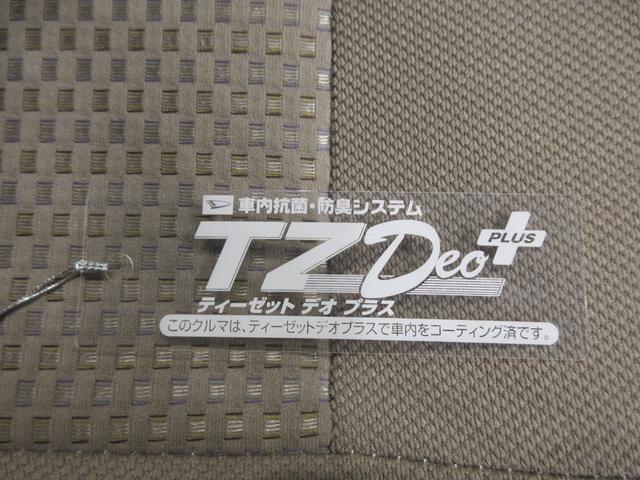 車内抗菌・防臭システム
TZ Deo PLUS
ティーゼット デオ プラス
このクルマは、ティーゼットデオプラスで車内をコーティング済です。